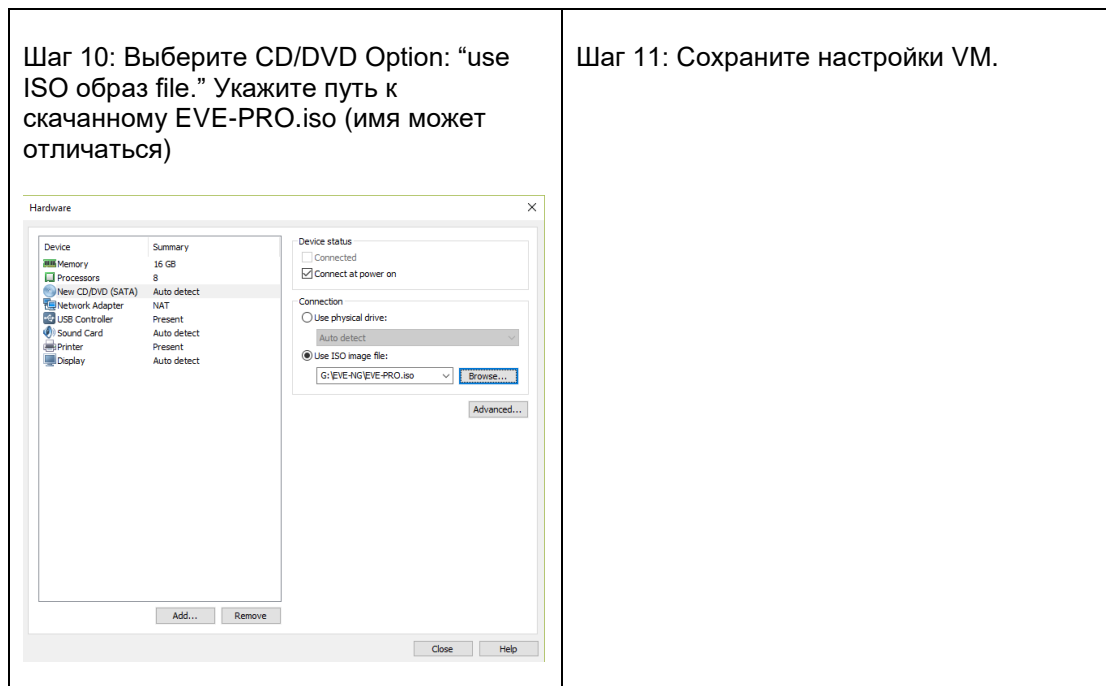 Шаг 10: Выберите CD/DVD Option: “use
ISO образ file.” Укажите путь к
скачанному EVE-PRO.iso (имя может
отличаться)
Hardware
Device Summary
Memory 16 GB
Processors 8
New CD/DVD (SATA) Auto detect
Network Adapter NAT
USB Controller Present
Sound Card Auto detect
Printer Present
Display Auto detect
Add... Remove
Device status
Connected
Connect at power on
Connection
Use physical drive:
Auto detect
Use ISO image file:
G:\EVE-NG\EVE-PRO.iso Browse...
Advanced...
Close Help
Шаг 11: Сохраните настройки VM.